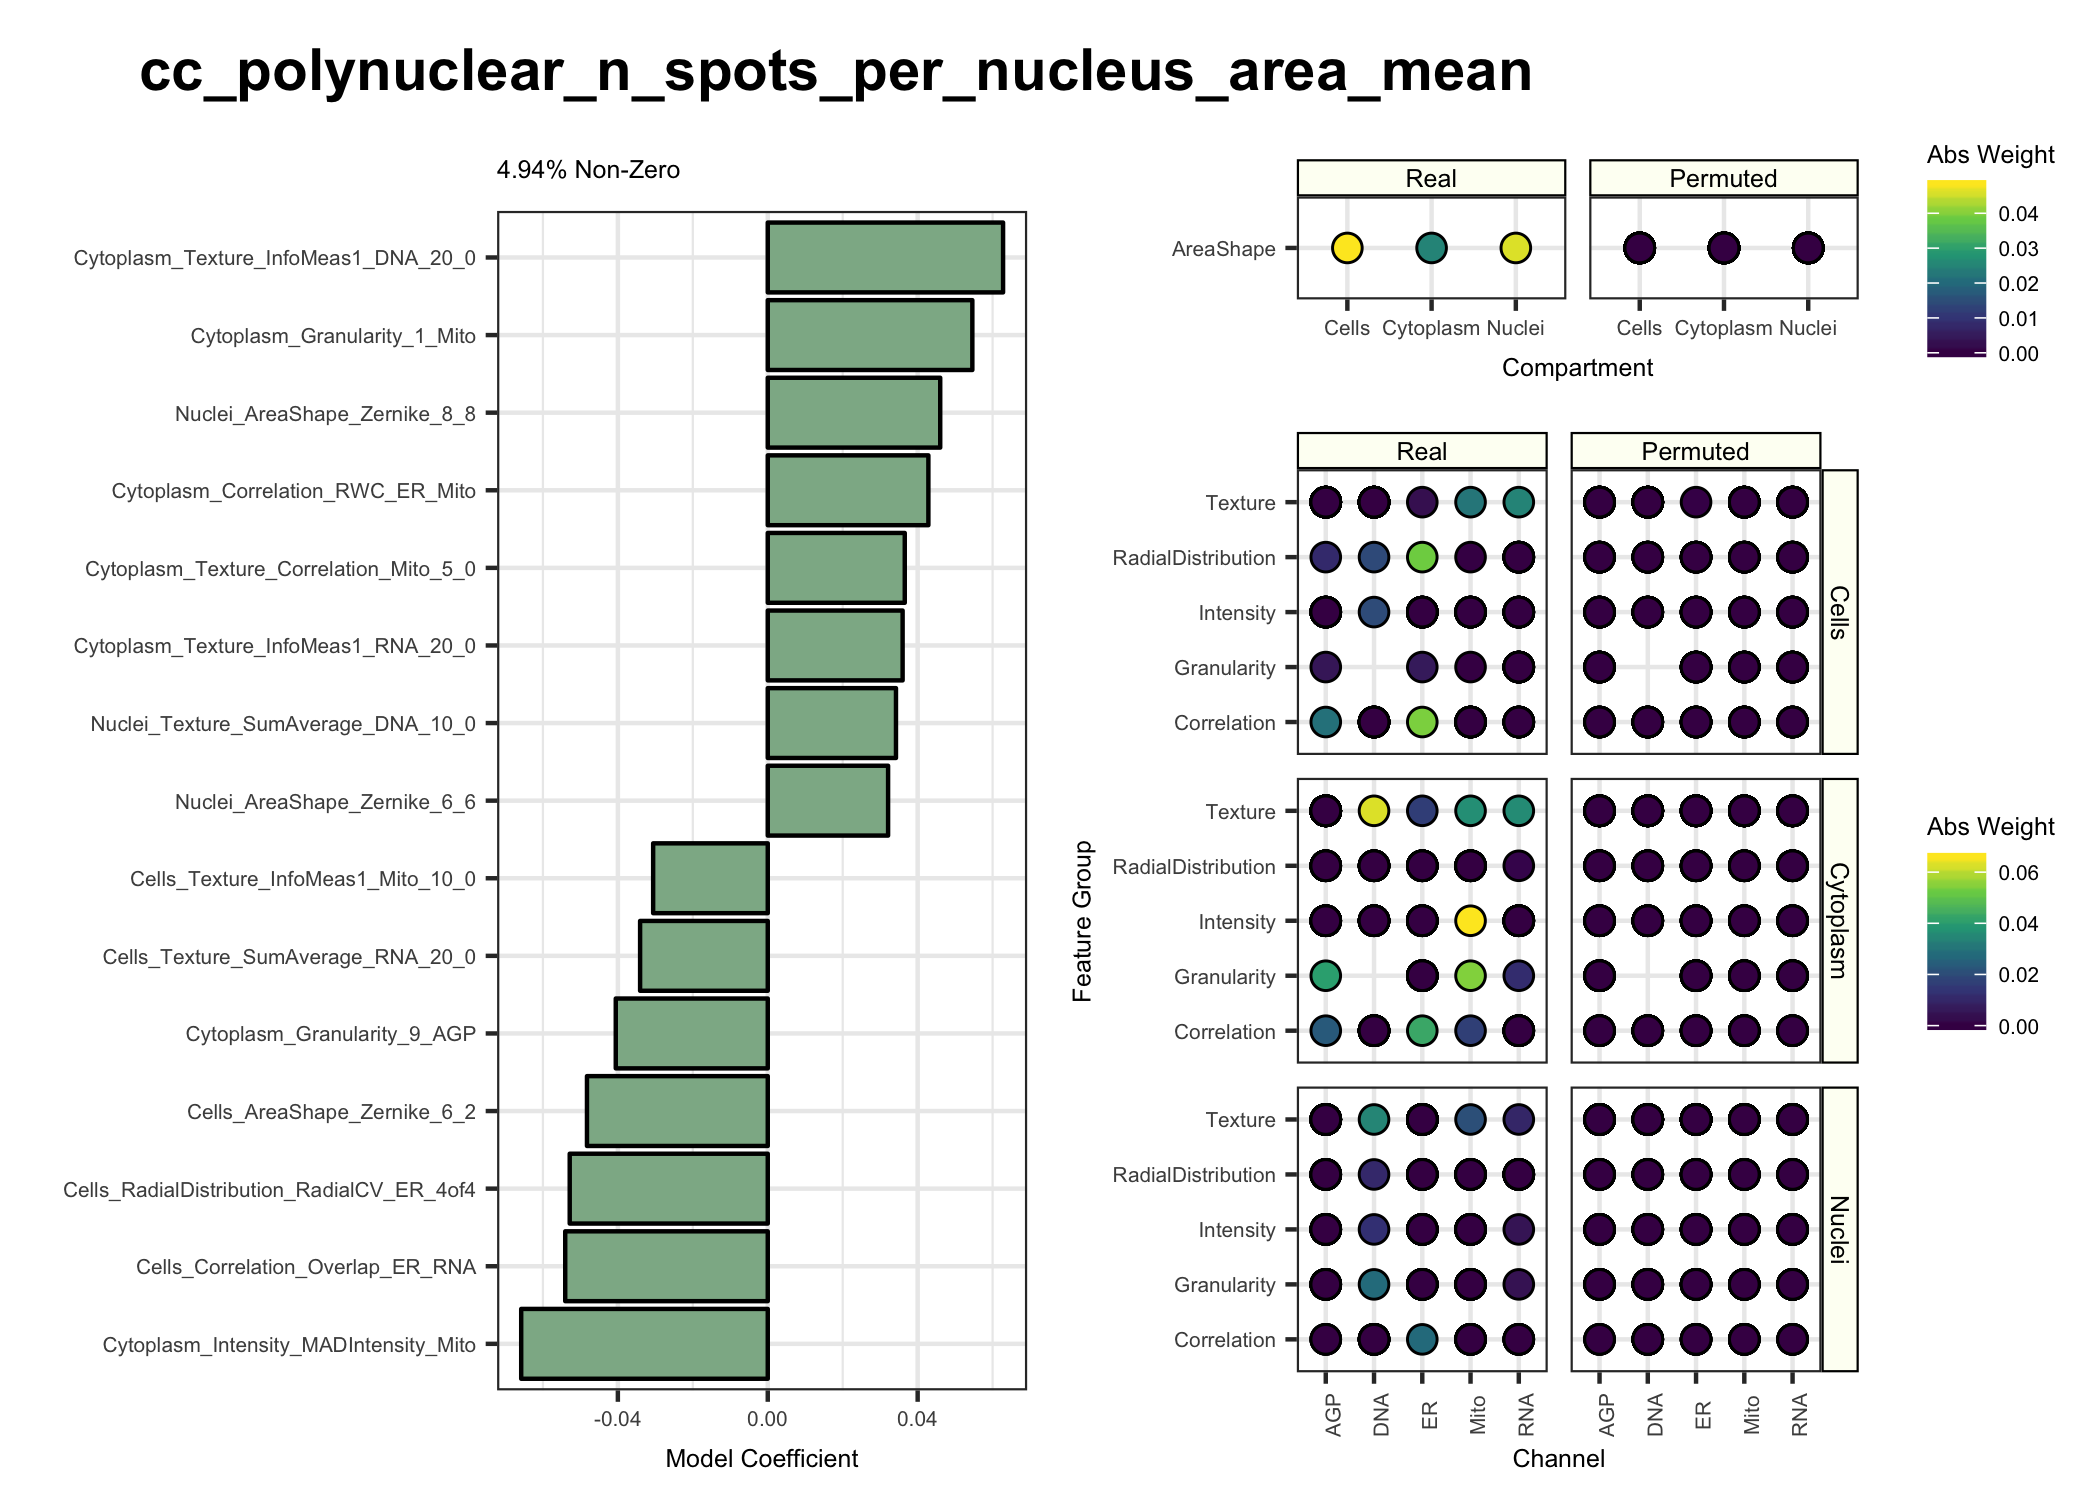 cc_polynuclear_n_spots_per_nucleus_area_mean
4.94% Non-Zero
Cytoplasm_Texture_InfoMeas1_DNA_20_0
Cytoplasm_Granularity_1_Mito
Nuclei_AreaShape_Zernike_8_8
Cytoplasm_Correlation_RWC_ER_Mito
Cytoplasm_Texture_Correlation_Mito_5_0
Cytoplasm_Texture_InfoMeas1_RNA_20_0
Nuclei_Texture_SumAverage_DNA_10_0
Nuclei_AreaShape_Zernike_6_6
Cells_Texture_InfoMeas1_Mito_10_0
Cells_Texture_SumAverage_RNA_20_0
Cytoplasm_Granularity_9_AGP
Cells_AreaShape_Zernike_6_2
Cells_RadialDistribution_RadialCV_ER_4of4
Cells_Correlation_Overlap_ER_RNA
Cytoplasm_Intensity_MADIntensity_Mito
-0.04 0.00 0.04
Model Coefficient
Real Permuted
AreaShape
Cells Cytoplasm Nuclei Cells Cytoplasm Nuclei
Compartment
Abs Weight
0.04
0.03
0.02
0.01
0.00
Feature Group
Real Permuted
Texture
RadialDistribution
Intensity
Granularity
Correlation
Cells
Texture
RadialDistribution
Intensity
Granularity
Correlation
Cytoplasm
Texture
RadialDistribution
Intensity
Granularity
Correlation
Nuclei
AGP DNA ER Mito RNA AGP DNA ER Mito RNA
Channel
Abs Weight
0.06
0.04
0.02
0.00